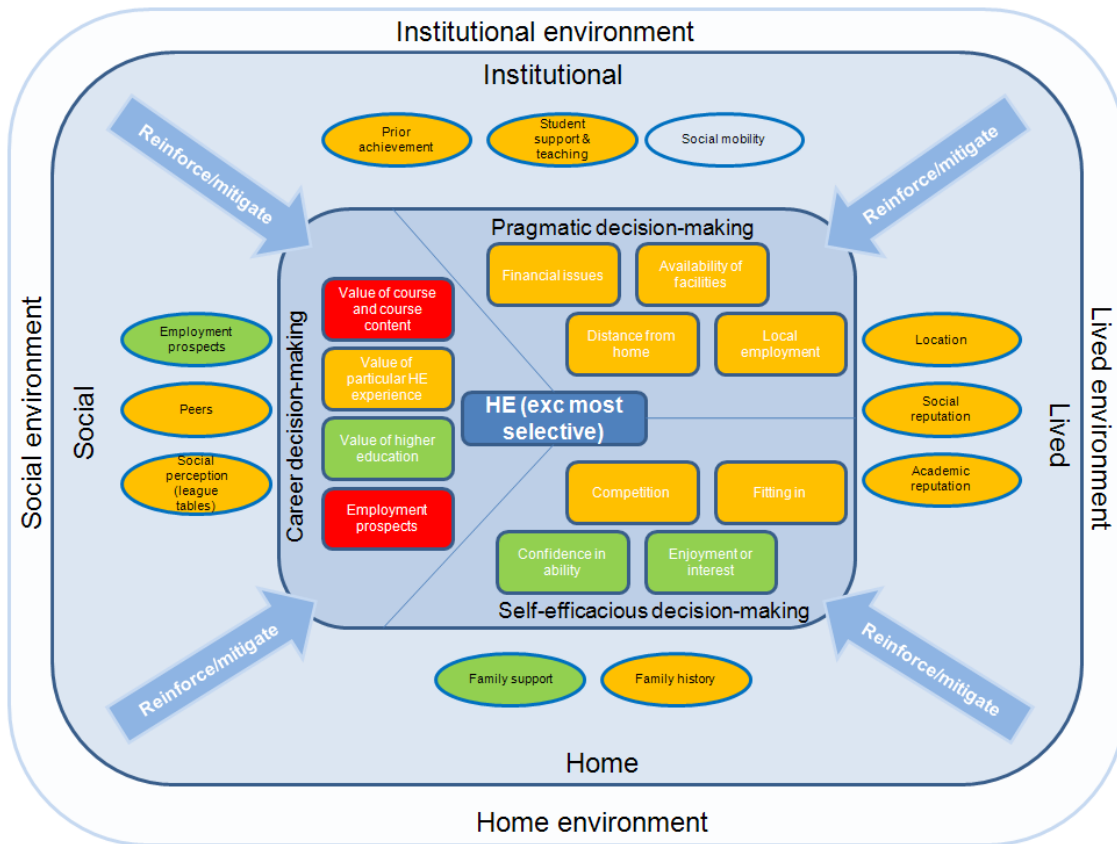 Institutional environment
Institutional
Reinforce/mitigate
Prior
achievement
Student
support &
teaching
Social mobility
Reinforce/mitigate
Social environment
Social
Employment
prospects
Peers
Social
perception
(league
tables)
Career decision-making
Value of course
and course
content
Value of
particular HE
experience
Value of higher
education
Employment
prospects
Pragmatic decision-making
Financial issues
Availability of
facilities
Distance from
home
Local
employment
HE (exc most
selective)
Competition
Fitting in
Confidence in
ability
Enjoyment or
interest
Self-efficacious decision-making
Location
Social
reputation
Academic
reputation
Lived
Lived environment
Reinforce/mitigate
Family support
Family history
Reinforce/mitigate
Home
Home environment